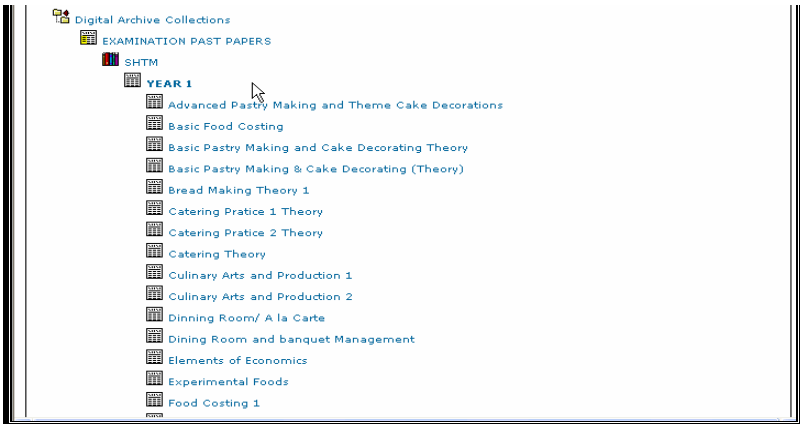 Digital Archive Collections
EXAMINATION PAST PAPERS
SHTM
YEAR 1
Advanced Pastry Making and Theme Cake Decorations
Basic Food Costing
Basic Pastry Making and Cake Decorating Theory
Basic Pastry Making & Cake Decorating (Theory)
Bread Making Theory 1
Catering Pratice 1 Theory
Catering Pratice 2 Theory
Catering Theory
Culinary Arts and Production 1
Culinary Arts and Production 2
Dinning Room/ A la Carte
Dining Room and banquet Management
Elements of Economics
Experimental Foods
Food Costing 1